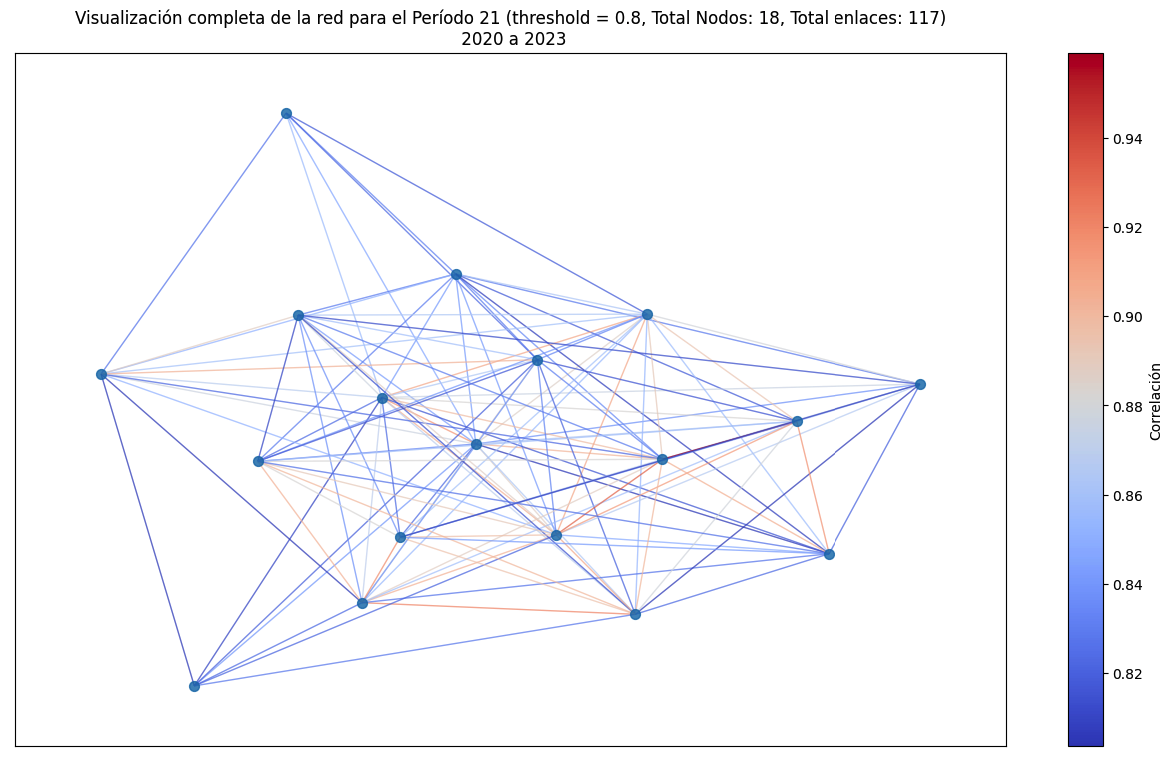 Visualización completa de la red para el Período 21 (threshold = 0.8, Total Nodos: 18, Total enlaces: 117)
2020 a 2023
0.94
0.92
0.90
0.88
0.86
0.84
0.82
Correlación